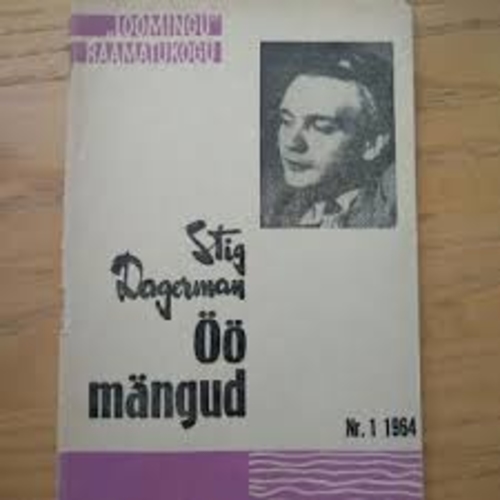 „LOOMINGU"
RAAMATUKOGU
Stig
Dagerman
Öö
mängud
Nr. 1 1964